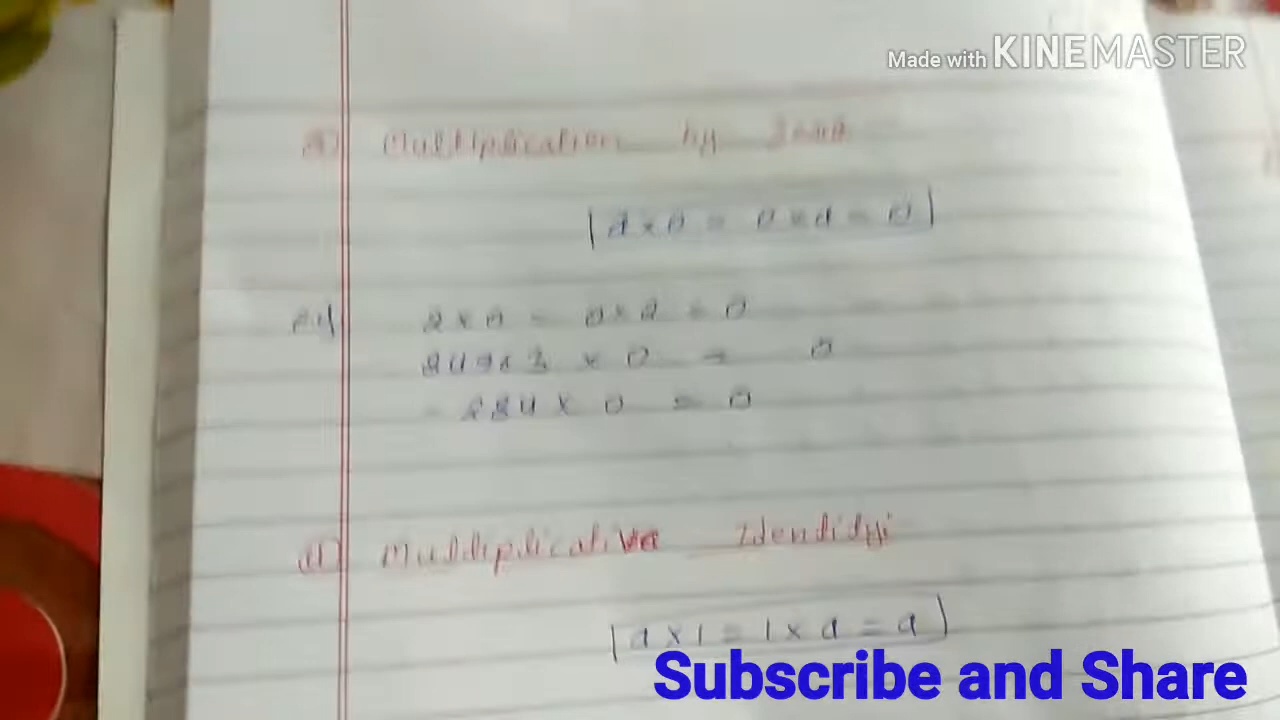 Made with KINEMASTER
Multiplication by zero
a × 0 = 0 × a = 0
eg 2 × 0 = 0 × 2 = 0
× 0 = 0
× 0 = 0
Multiplicative Identity
a × 1 = 1 × a = a
Subscribe and Share